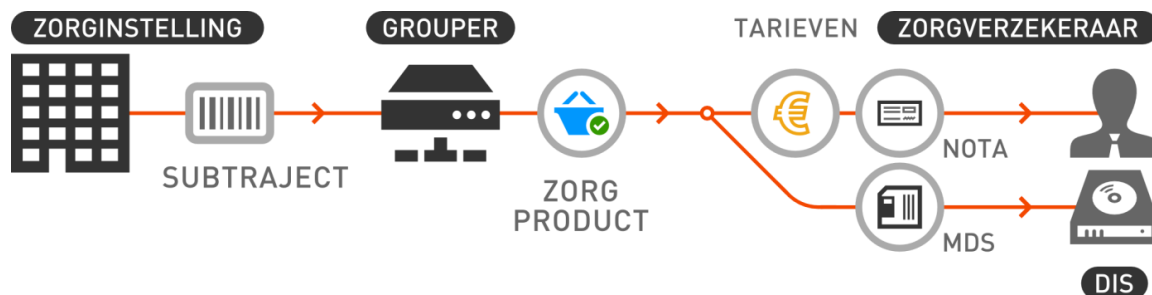 ZORGINSTELLING
GROUPER
TARIEVEN
ZORGVERZEKERAAR
SUBTRAJECT
ZORG
PRODUCT
NOTA
MDS
DIS